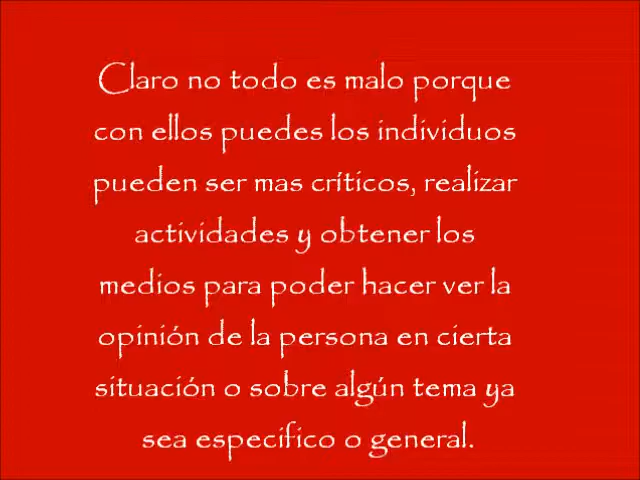 Claro no todo es malo porque
con ellos puedes los individuos
pueden ser mas críticos, realizar
actividades y obtener los
medios para poder hacer ver la
opinión de la persona en cierta
situación o sobre algún tema ya
sea especifico o general.